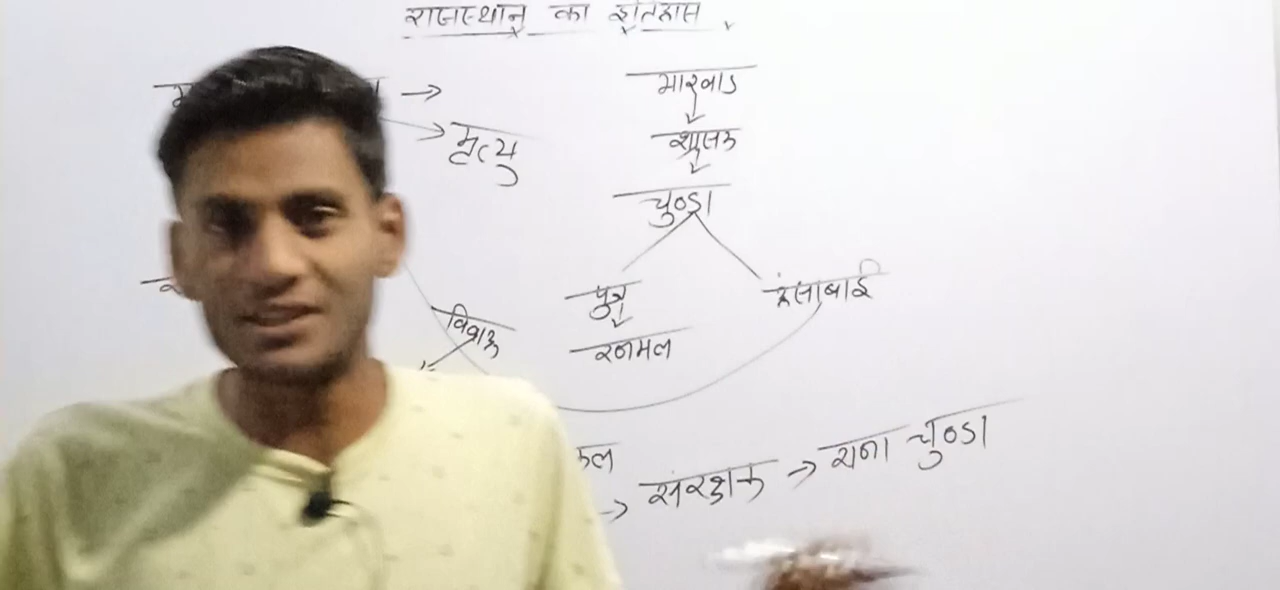 राजस्थान का इतिहास
मारवाड
→ मृत्यु
शासक
चुण्डा
पुत्र
हंसाबाई
विवाह
रणमल
→ संरक्षक → राजा चुण्डा